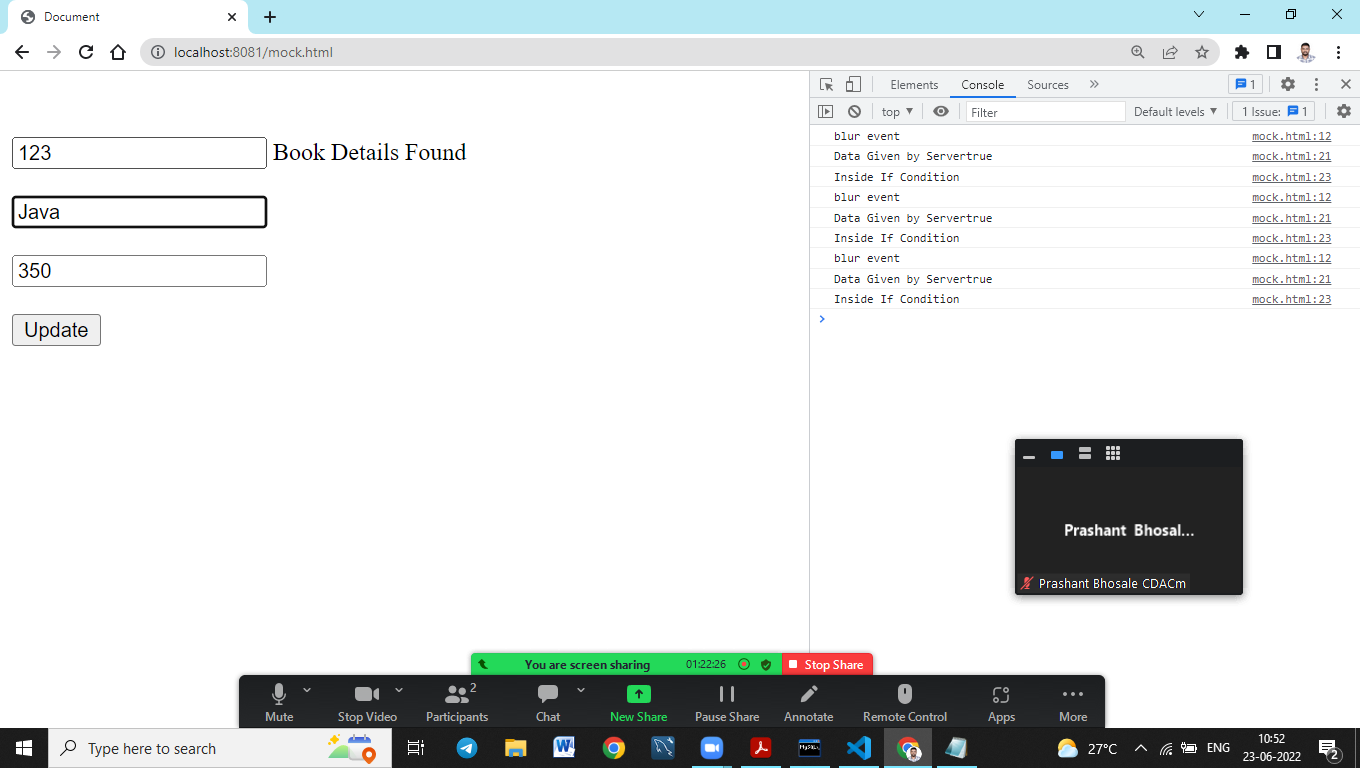 Document
localhost:8081/mock.html
Elements Console Sources 1
top Filter Default levels 1 Issue: 1
123 Book Details Found
Java
350
Update
blur event mock.html:12
Data Given by Servertrue mock.html:21
Inside If Condition mock.html:23
blur event mock.html:12
Data Given by Servertrue mock.html:21
Inside If Condition mock.html:23
blur event mock.html:12
Data Given by Servertrue mock.html:21
Inside If Condition mock.html:23
Prashant Bhosal...
Prashant Bhosale CDACm
You are screen sharing 01:22:26 Stop Share
2
Mute Stop Video Participants Chat New Share Pause Share Annotate Remote Control Apps More
Type here to search MySQL 27°C ENG 10:52
23-06-2022 2